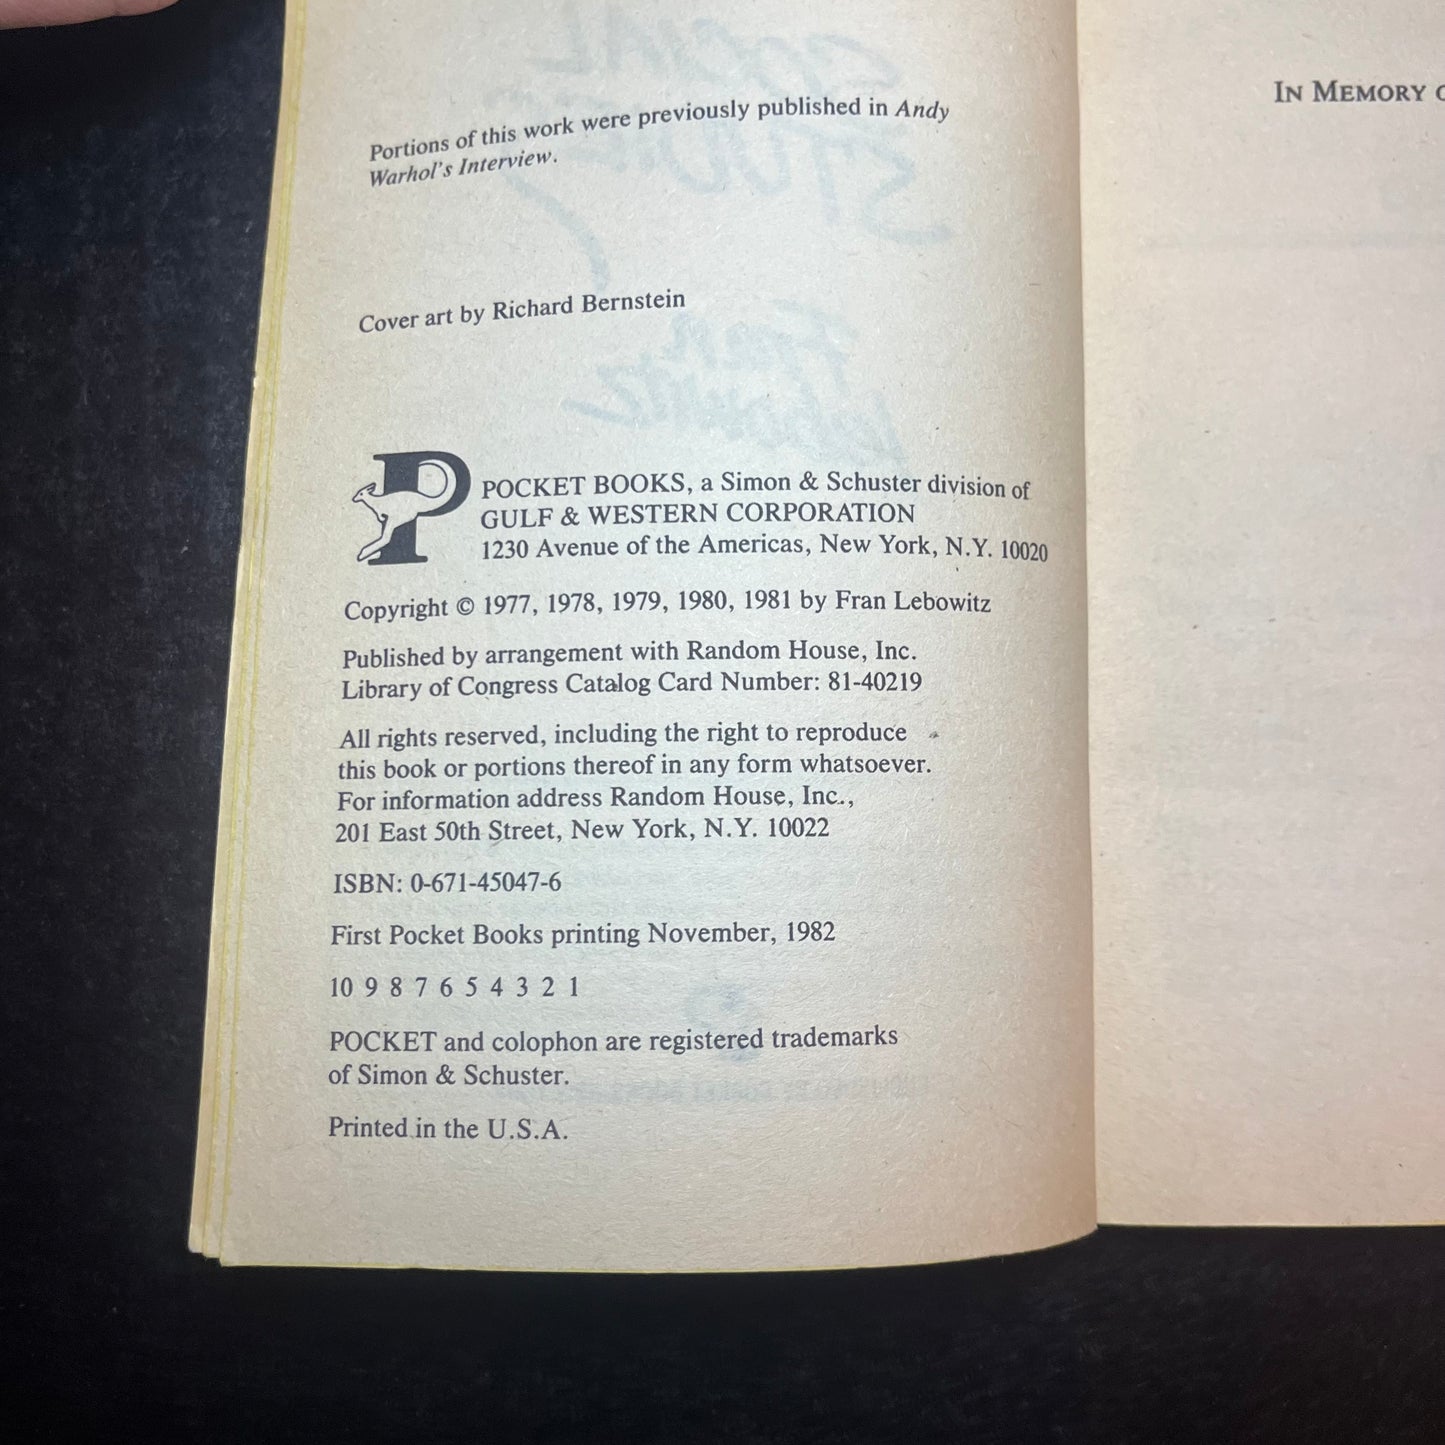 Portions of this work were previously published in Andy
Warhol's Interview.
Cover art by Richard Bernstein
P
POCKET BOOKS, a Simon & Schuster division of
GULF & WESTERN CORPORATION
1230 Avenue of the Americas, New York, N.Y. 10020
Copyright © 1977, 1978, 1979, 1980, 1981 by Fran Lebowitz
Published by arrangement with Random House, Inc.
Library of Congress Catalog Card Number: 81-40219
All rights reserved, including the right to reproduce
this book or portions thereof in any form whatsoever.
For information address Random House, Inc.,
201 East 50th Street, New York, N.Y. 10022
ISBN: 0-671-45047-6
First Pocket Books printing November, 1982
10 9 8 7 6 5 4 3 2 1
POCKET and colophon are registered trademarks
of Simon & Schuster.
Printed in the U.S.A.
IN MEMORY